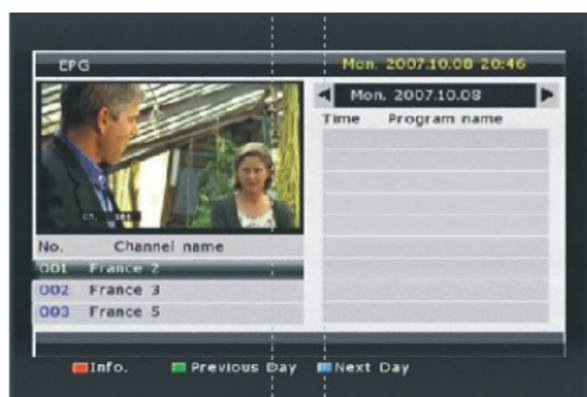 EPG
Mon. 2007.10.08 20:46
Mon. 2007.10.08
Time Program name
No. Channel name
001 France 2
002 France 3
003 France 5
Info. Previous Day Next Day